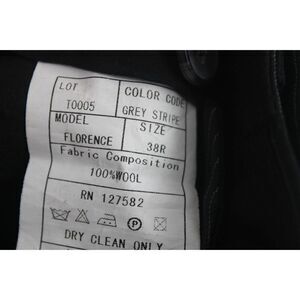 LOT COLOR CODE
T0005 GREY STRIPE
MODEL SIZE
FLORENCE 38R
Fabric Composition
100%WOOL
RN 127582
P
DRY CLEAN ONLY